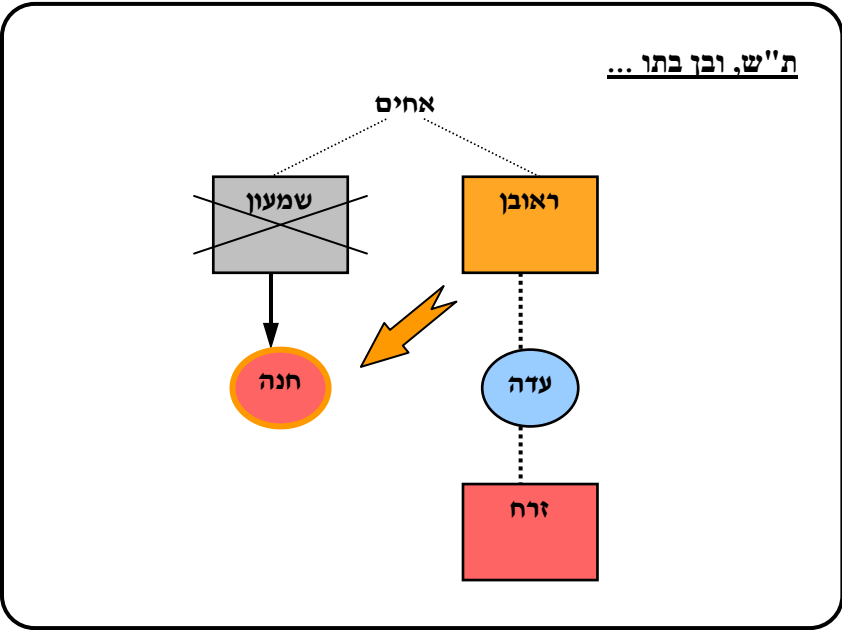 ת"ש, ובן בתו ...
אחים
ראובן
שמעון
חנה
עדה
זרח